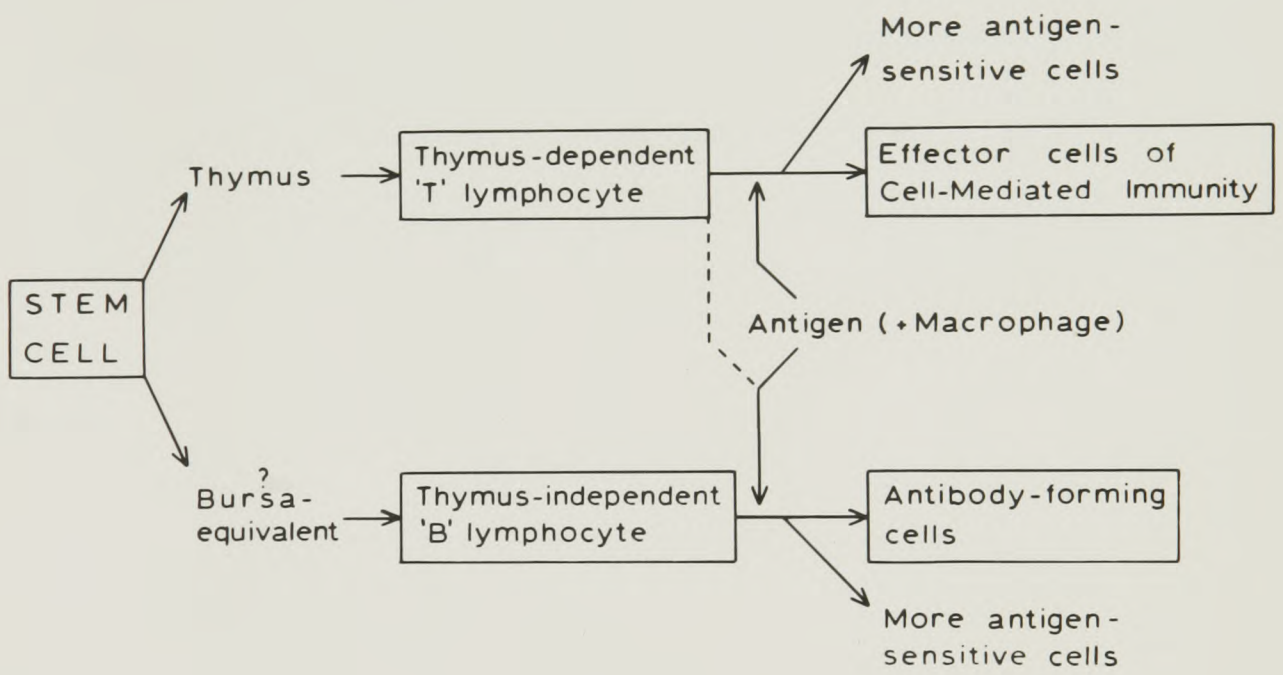 More antigen-
sensitive cells
Thymus
Thymus-dependent
'T' lymphocyte
Effector cells of
Cell-Mediated Immunity
STEM
CELL
Antigen (+Macrophage)
?
Bursa-
equivalent
Thymus-independent
'B' lymphocyte
Antibody-forming
cells
More antigen-
sensitive cells